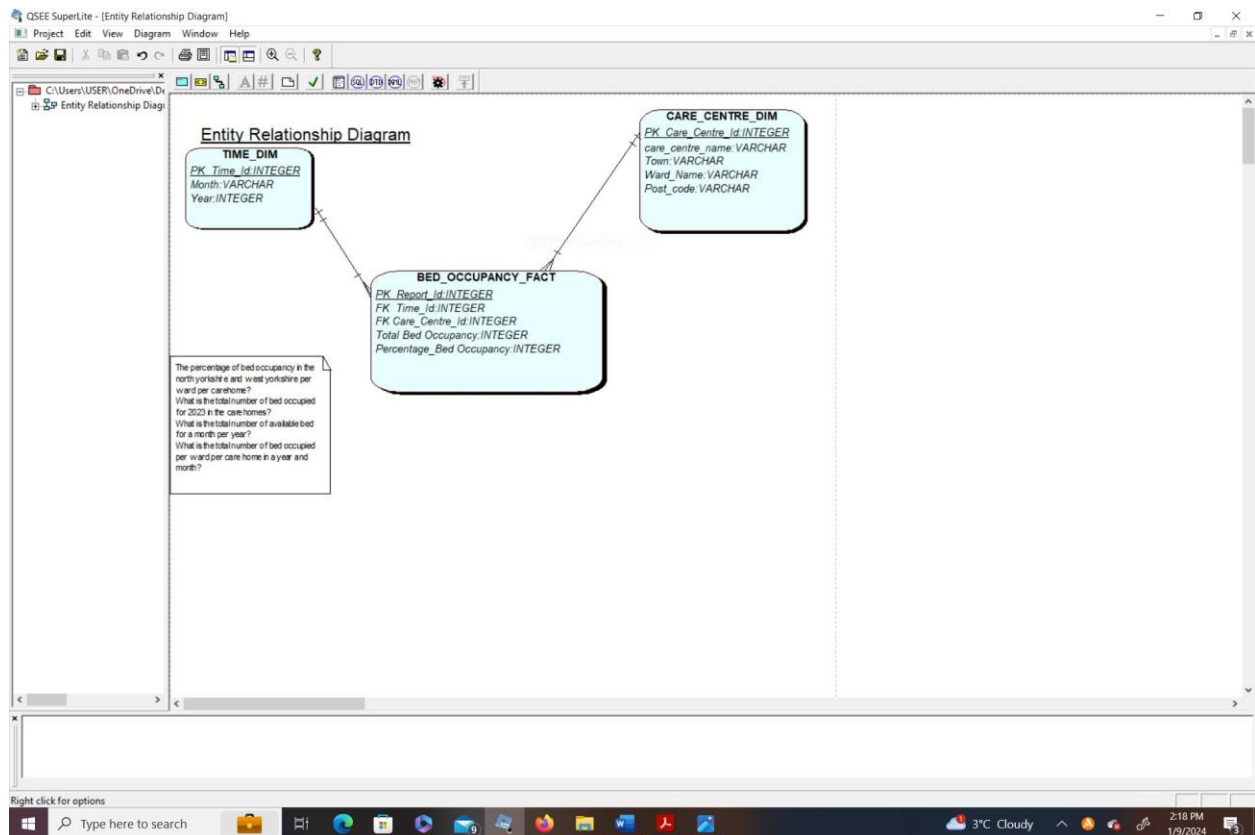 QSEE SuperLite - [Entity Relationship Diagram]
Project Edit View Diagram Window Help
C:\Users\USER\OneDrive\De
Entity Relationship Diagr
Entity Relationship Diagram
TIME_DIM
PK Time_Id:INTEGER
Month:VARCHAR
Year:INTEGER
CARE_CENTRE_DIM
PK Care_Centre_Id:INTEGER
care_centre_name:VARCHAR
Town:VARCHAR
Ward_Name:VARCHAR
Post_code:VARCHAR
BED_OCCUPANCY_FACT
PK Report_Id:INTEGER
FK Time_Id:INTEGER
FK Care_Centre_Id:INTEGER
Total Bed Occupancy:INTEGER
Percentage_Bed Occupancy:INTEGER
The percentage of bed occupancy in the
north yorkshire and west yorkshire per
ward per carehome?
What is the total number of bed occupied
for 2023 in the care homes?
What is the total number of available bed
for a month per year?
What is the total number of bed occupied
per ward per care home in a year and
month?
Right click for options
Type here to search
3°C Cloudy
2:18 PM
1/9/2024